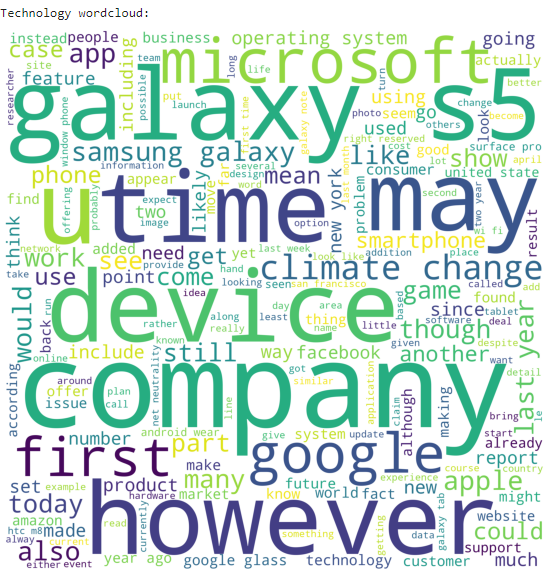 Technology wordcloud:
instead people
business
operating system
going
case
app
microsoft
actually
site
team
long
life
turn
better
feature
including
possible
put
launch
first time
galaxy note
using
seem
go
look
change
others
become
researcher
window phone
galaxy s5
photo
used
right reserved
cost
surface pro
samsung galaxy
like
show
april
information
several
design
word
consumer
united state
phone
appear
likely
move
far
mean
new york
last month
good
lot
find
offering
probably
expect
image
two
option
smartphone
second
two year
wi fi
result
u
time
may
think
work
see
added
need
get
yet
last week
look like
addition
place
network
provide
hand
climate change
take
use
point
come
looking
seen
san francisco
game
since
called
tablet
add
would
back
run
idea
day
area
based
found
software
deal
device
rather
along
really
least
name
thing
little
given
though
despite
online
include
known
still
way
facebook
another
want
last year
according
around
net neutrality
got
similar
application
detail
company
offer
plan
issue
call
line
claim
making
bring
le
number
android wear
give
system
update
although
start
already
first
part
google
course
country
report
make
many
future
experience
apple
set
example
product
market
know
world
fact
new
might
today
hardware
however
amazon
made
website
could
htc m8
current
read
currently
something
getting
data
galaxy tab
support
also
alway
either
event
year ago
google glass
technology
customer
much